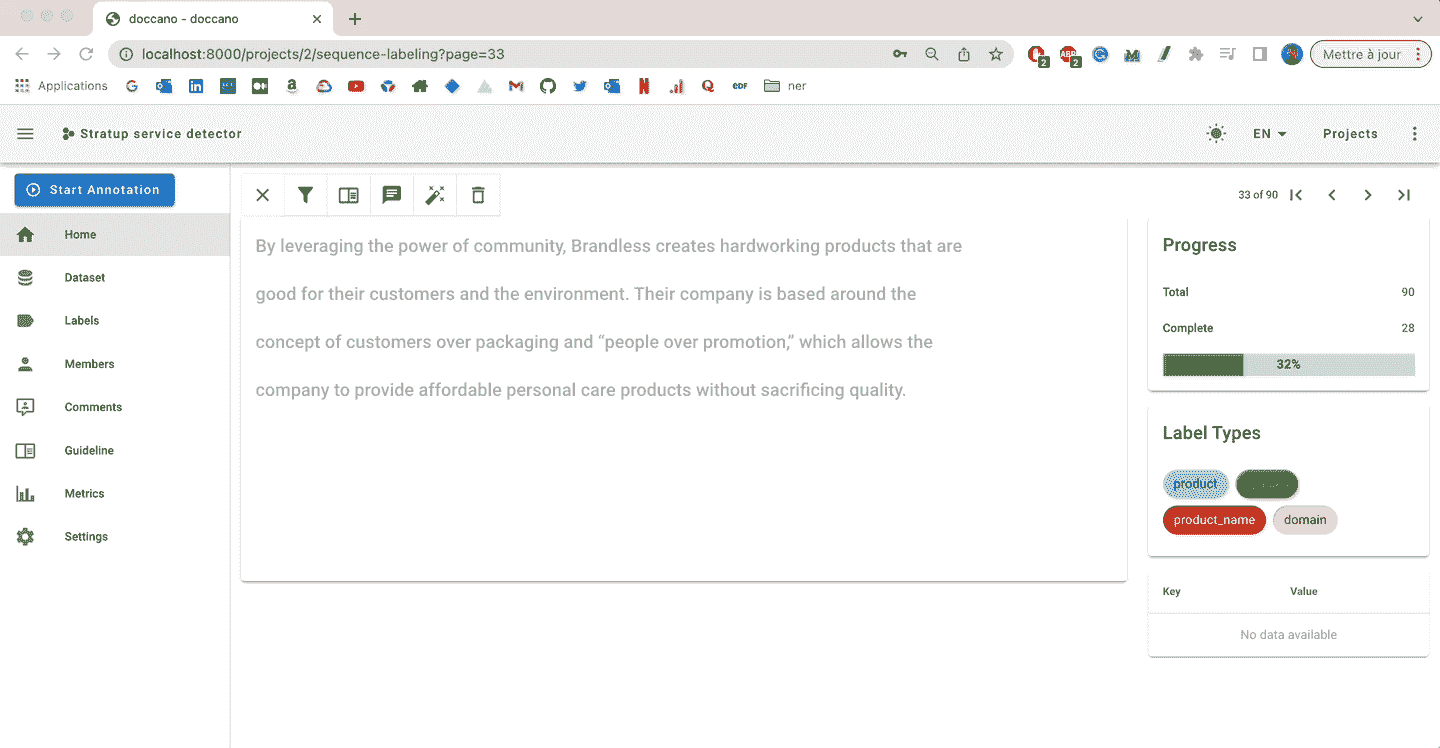 doccano - doccano
localhost:8000/projects/2/sequence-labeling?page=33
2
ABP
2
Mettre à jour
Applications
EDF
ner
Stratup service detector
EN
Projects
Start Annotation
33 of 90
Home
Dataset
Labels
Members
Comments
Guideline
Metrics
Settings
By leveraging the power of community, Brandless creates hardworking products that are
good for their customers and the environment. Their company is based around the
concept of customers over packaging and “people over promotion,” which allows the
company to provide affordable personal care products without sacrificing quality.
Progress
Total 90
Complete 28
32%
Label Types
product
product_name domain
Key Value
No data available